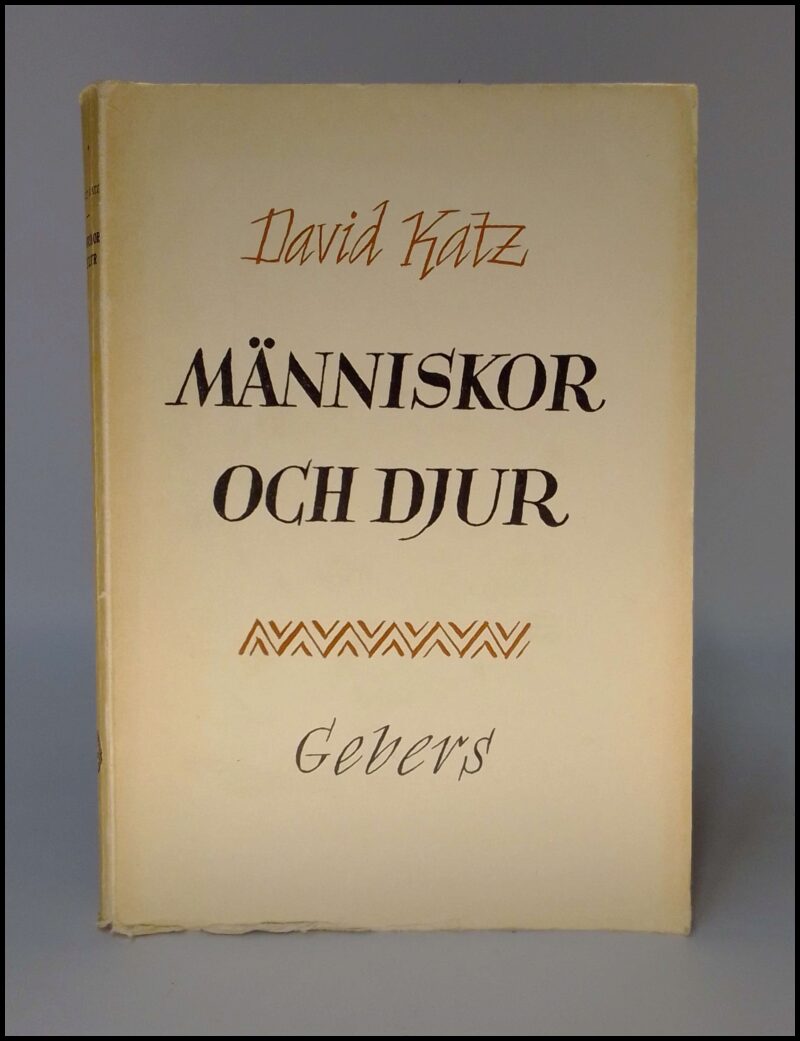 David Katz
MÄNNISKOR
OCH DJUR
Gebers